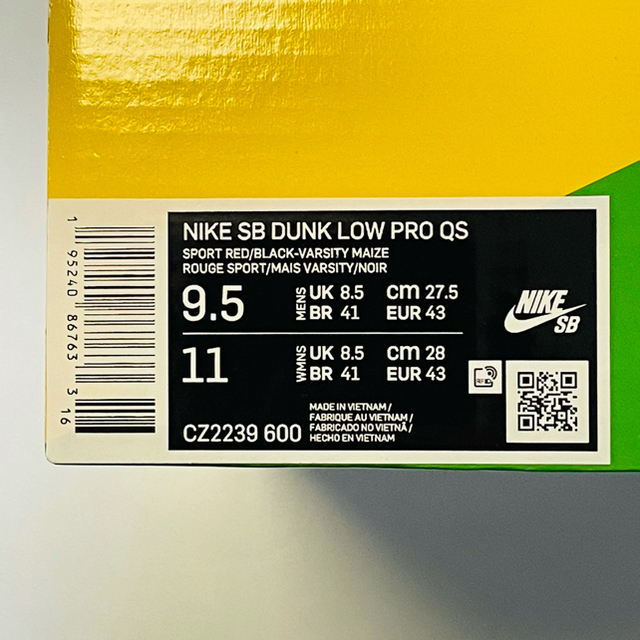 NIKE SB DUNK LOW PRO QS
SPORT RED/BLACK-VARSITY MAIZE
ROUGE SPORT/MAIS VARSITY/NOIR
9.5 MENS UK 8.5 cm 27.5
BR 41 EUR 43
11 WMNS UK 8.5 cm 28
BR 41 EUR 43
CZ2239 600
MADE IN VIETNAM /
FABRIQUE AU VIETNAM /
FABRICADO NO VIETNÃ /
HECHO EN VIETNAM
NIKE
SB
RFID
1 95240 86763 3 16